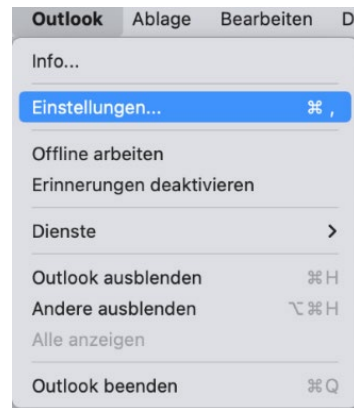 Outlook Ablage Bearbeiten D
Info...
Einstellungen... ⌘ ,
Offline arbeiten
Erinnerungen deaktivieren
Dienste >
Outlook ausblenden ⌘ H
Andere ausblenden ⌥ ⌘ H
Alle anzeigen
Outlook beenden ⌘ Q